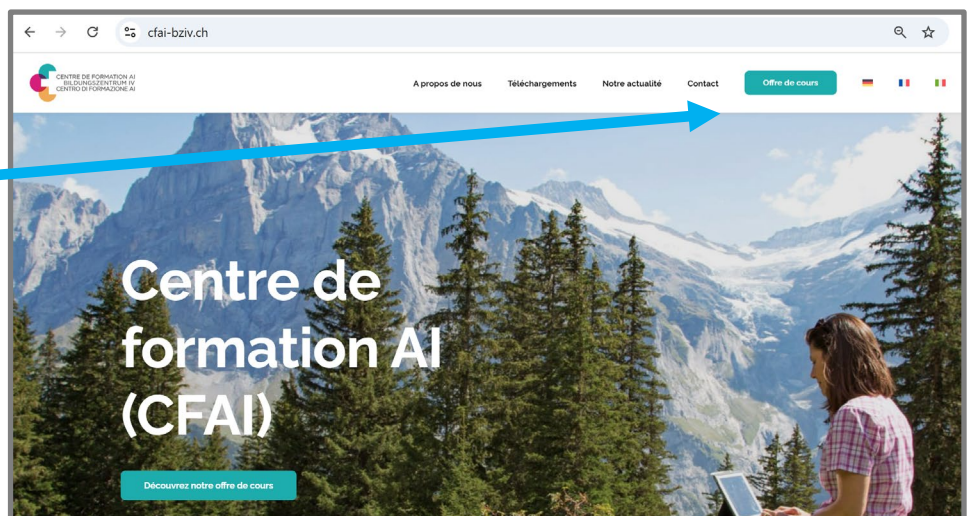 cfai-bziv.ch
CENTRE DE FORMATION AI
BILDUNGSZENTRUM IV
CENTRO DI FORMAZIONE AI
A propos de nous Téléchargements Notre actualité Contact Offre de cours
Centre de
formation AI
(CFAI)
Découvrez notre offre de cours